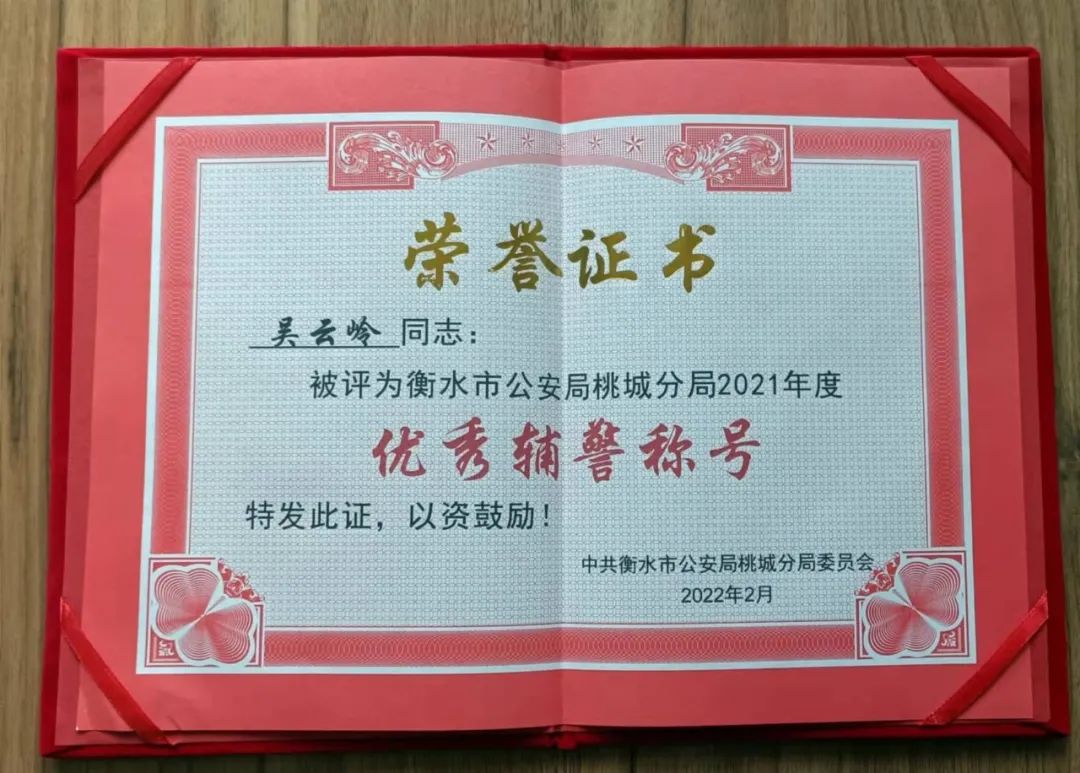 荣誉证书
吴云岭 同志：
被评为衡水市公安局桃城分局2021年度
优秀辅警称号
特发此证，以资鼓励！
中共衡水市公安局桃城分局委员会
2022年2月